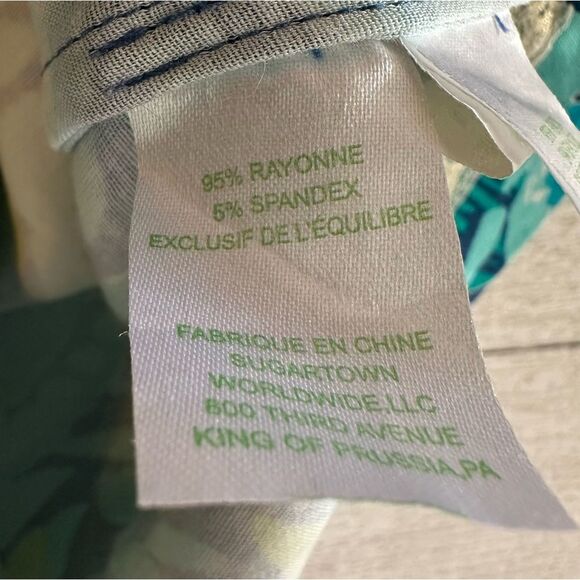 95% RAYONNE
5% SPANDEX
EXCLUSIF DE L'ÉQUILIBRE
FABRIQUE EN CHINE
SUGARTOWN
WORLDWIDE,LLC
800 THIRD AVENUE
KING OF PRUSSIA,PA